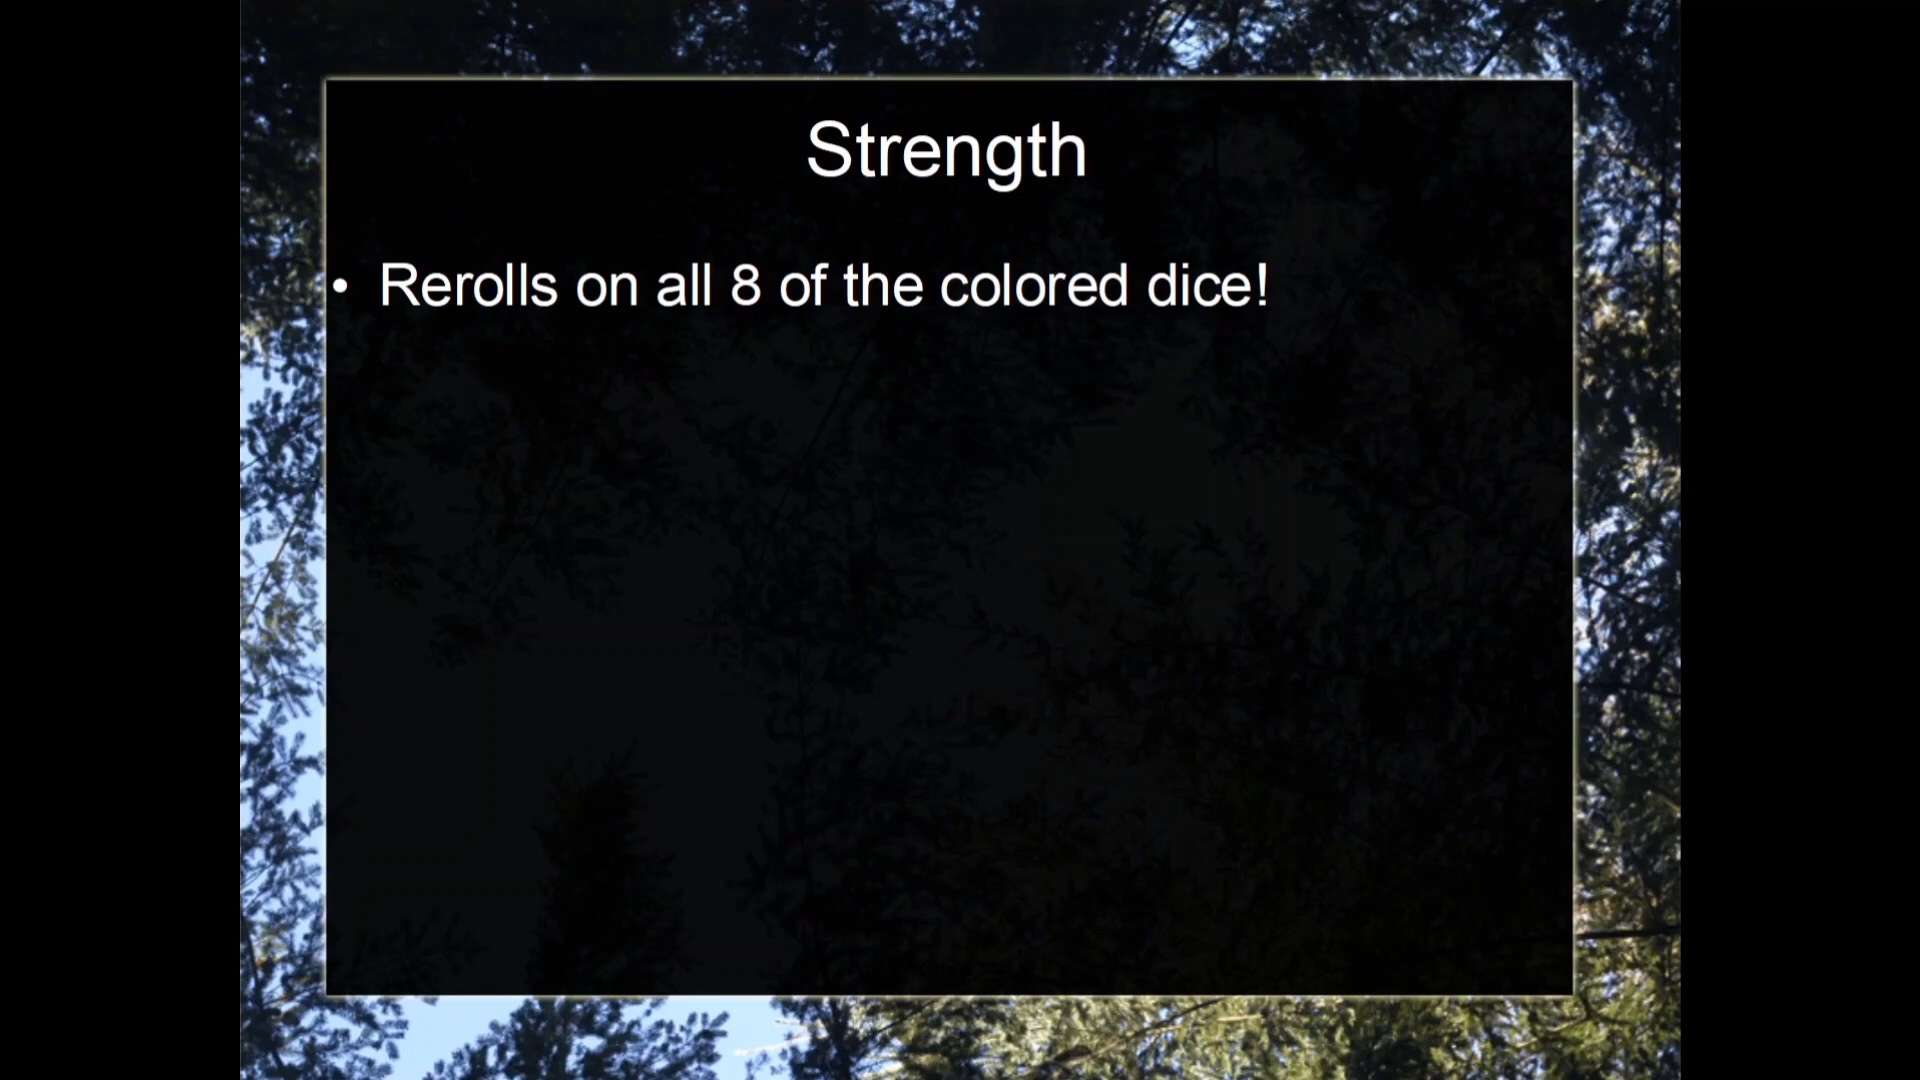 Strength
• Rerolls on all 8 of the colored dice!